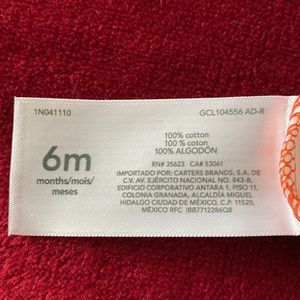 1N041110
GCL104556 AD-R
6m
months/mois/
meses
100% cotton
100% coton
100% ALGODÓN
RN# 35623 CA# 53061
IMPORTADO POR: CARTERS BRANDS, S.A. DE
C.V. AV. EJÉRCITO NACIONAL NO. 843-B,
EDIFICIO CORPORATIVO ANTARA 1, PISO 11,
COLONIA GRANADA, ALCALDÍA MIGUEL
HIDALGO CIUDAD DE MÉXICO, C.P. 11520,
MÉXICO RFC IBB7712286Q8